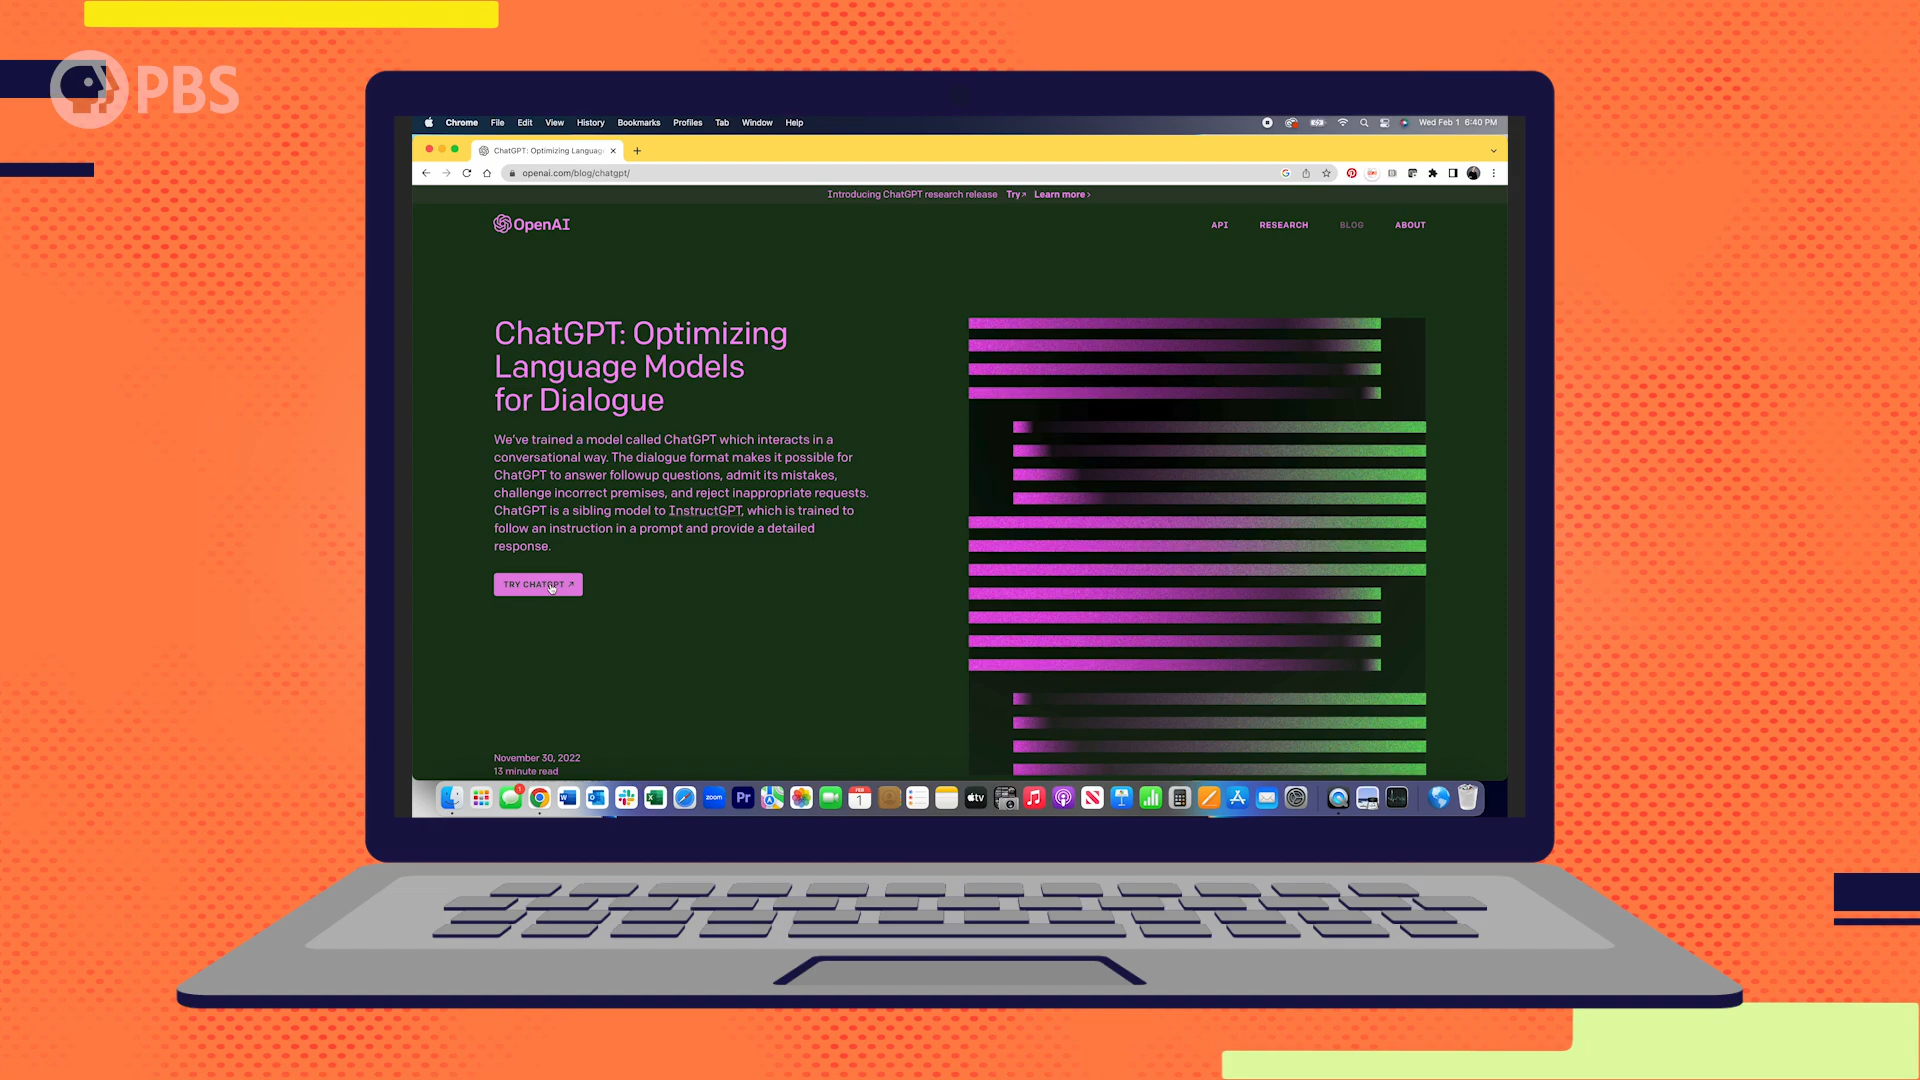 PBS
Chrome File Edit View History Bookmarks Profiles Tab Window Help
Wed Feb 1 6:40 PM
ChatGPT: Optimizing Languag
openai.com/blog/chatgpt/
Introducing ChatGPT research release Try↗ Learn more›
OpenAI
API RESEARCH BLOG ABOUT
ChatGPT: Optimizing
Language Models
for Dialogue
We've trained a model called ChatGPT which interacts in a
conversational way. The dialogue format makes it possible for
ChatGPT to answer followup questions, admit its mistakes,
challenge incorrect premises, and reject inappropriate requests.
ChatGPT is a sibling model to InstructGPT, which is trained to
follow an instruction in a prompt and provide a detailed
response.
TRY CHATGPT ↗
November 30, 2022
13 minute read
zoom Pr FEB 1 tv